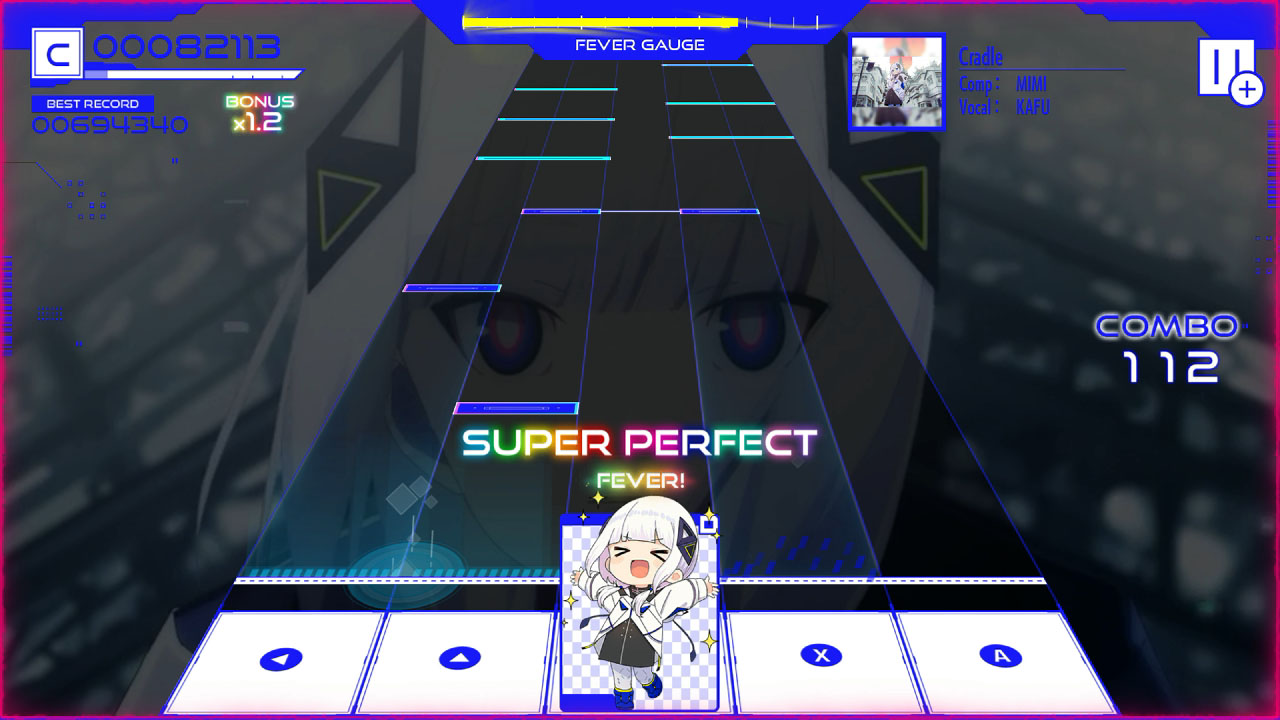 C 00082113
BEST RECORD
00694340
BONUS
x1.2
FEVER GAUGE
Cradle
Comp : MIMI
Vocal : KAFU
COMBO
112
SUPER PERFECT
FEVER!
X
A